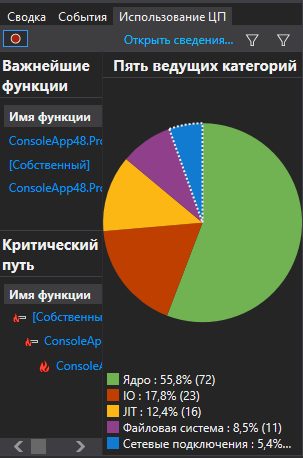 Сводка События Использование ЦП
Открыть сведения...
Важнейшие
функции
Имя функции
ConsoleApp48.Pro
[Собственный]
ConsoleApp48.Pro
Критический
путь
Имя функции
[Собственны
ConsoleAp
ConsoleA
Пять ведущих категорий
Ядро : 55,8% (72)
IO : 17,8% (23)
JIT : 12,4% (16)
Файловая система : 8,5% (11)
Сетевые подключения : 5,4%...